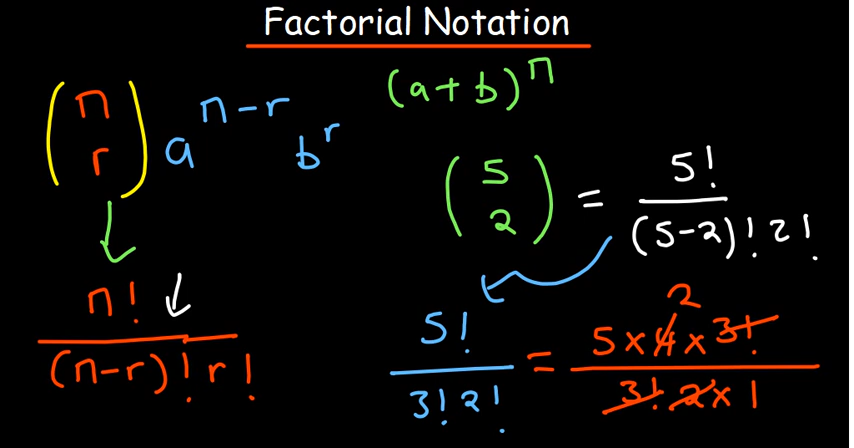 Factorial Notation
(n r) a^{n-r} b^r
(a+b)^n
(5 2) = 5!/(5-2)!2!
n!/(n-r)!r!
5!/3!2! = 5×4×3!/3!2×1
2